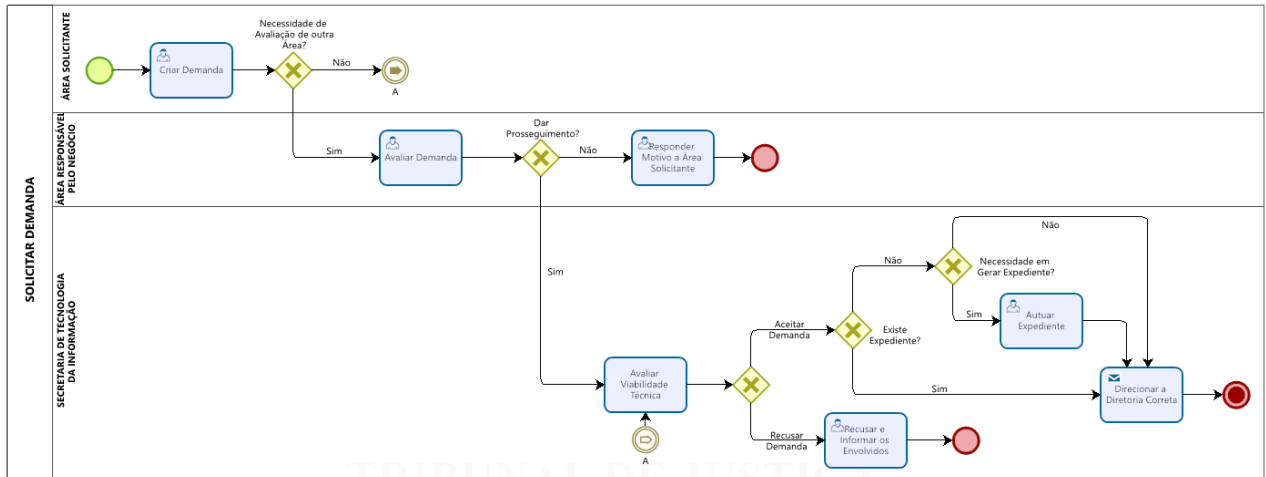 SOLICITAR DEMANDA
ÁREA SOLICITANTE
Criar Demanda
Necessidade de
Avaliação de outra
Área?
Não
A
Sim
ÁREA RESPONSÁVEL
PELO NEGÓCIO
Avaliar Demanda
Dar
Prosseguimento?
Não
Responder
Motivo a Área
Solicitante
Sim
SECRETARIA DE TECNOLOGIA
DA INFORMAÇÃO
Avaliar
Viabilidade
Técnica
A
Aceitar
Demanda
Recusar
Demanda
Recusar e
Informar os
Envolvidos
Existe
Expediente?
Não
Sim
Necessidade em
Gerar Expediente?
Não
Sim
Autuar
Expediente
Direcionar a
Diretoria Correta
TRIBUNAL DE JUSTIÇA